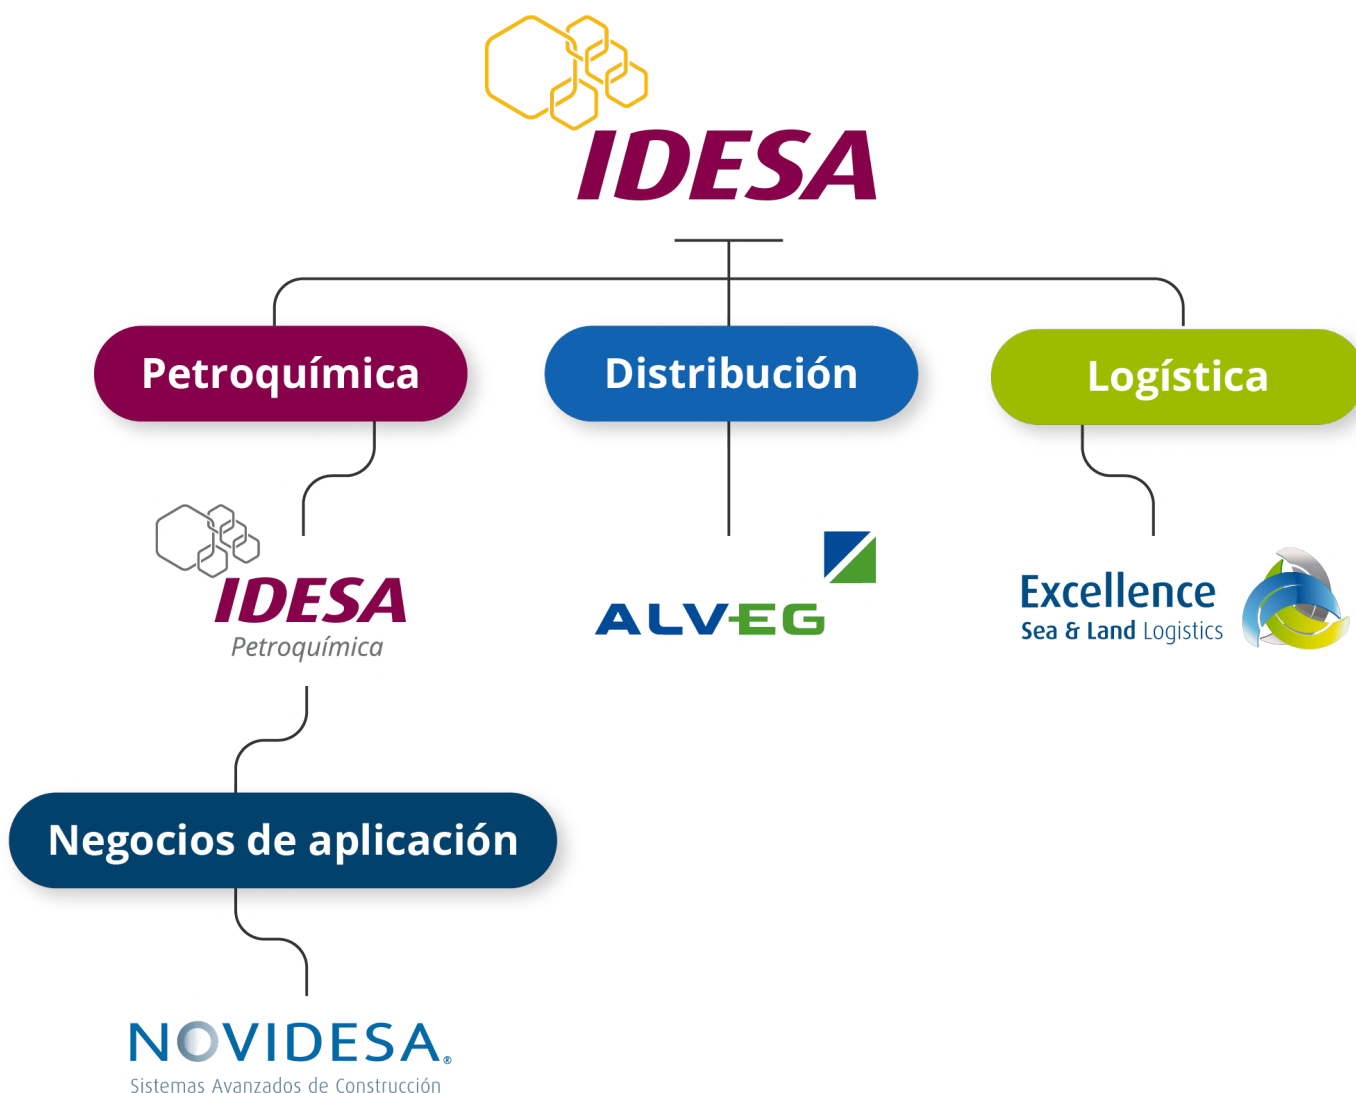 IDESA
Petroquímica
Distribución
Logística
IDESA
Petroquímica
ALVEG
Excellence
Sea & Land Logistics
Negocios de aplicación
NOVIDESA®
Sistemas Avanzados de Construcción